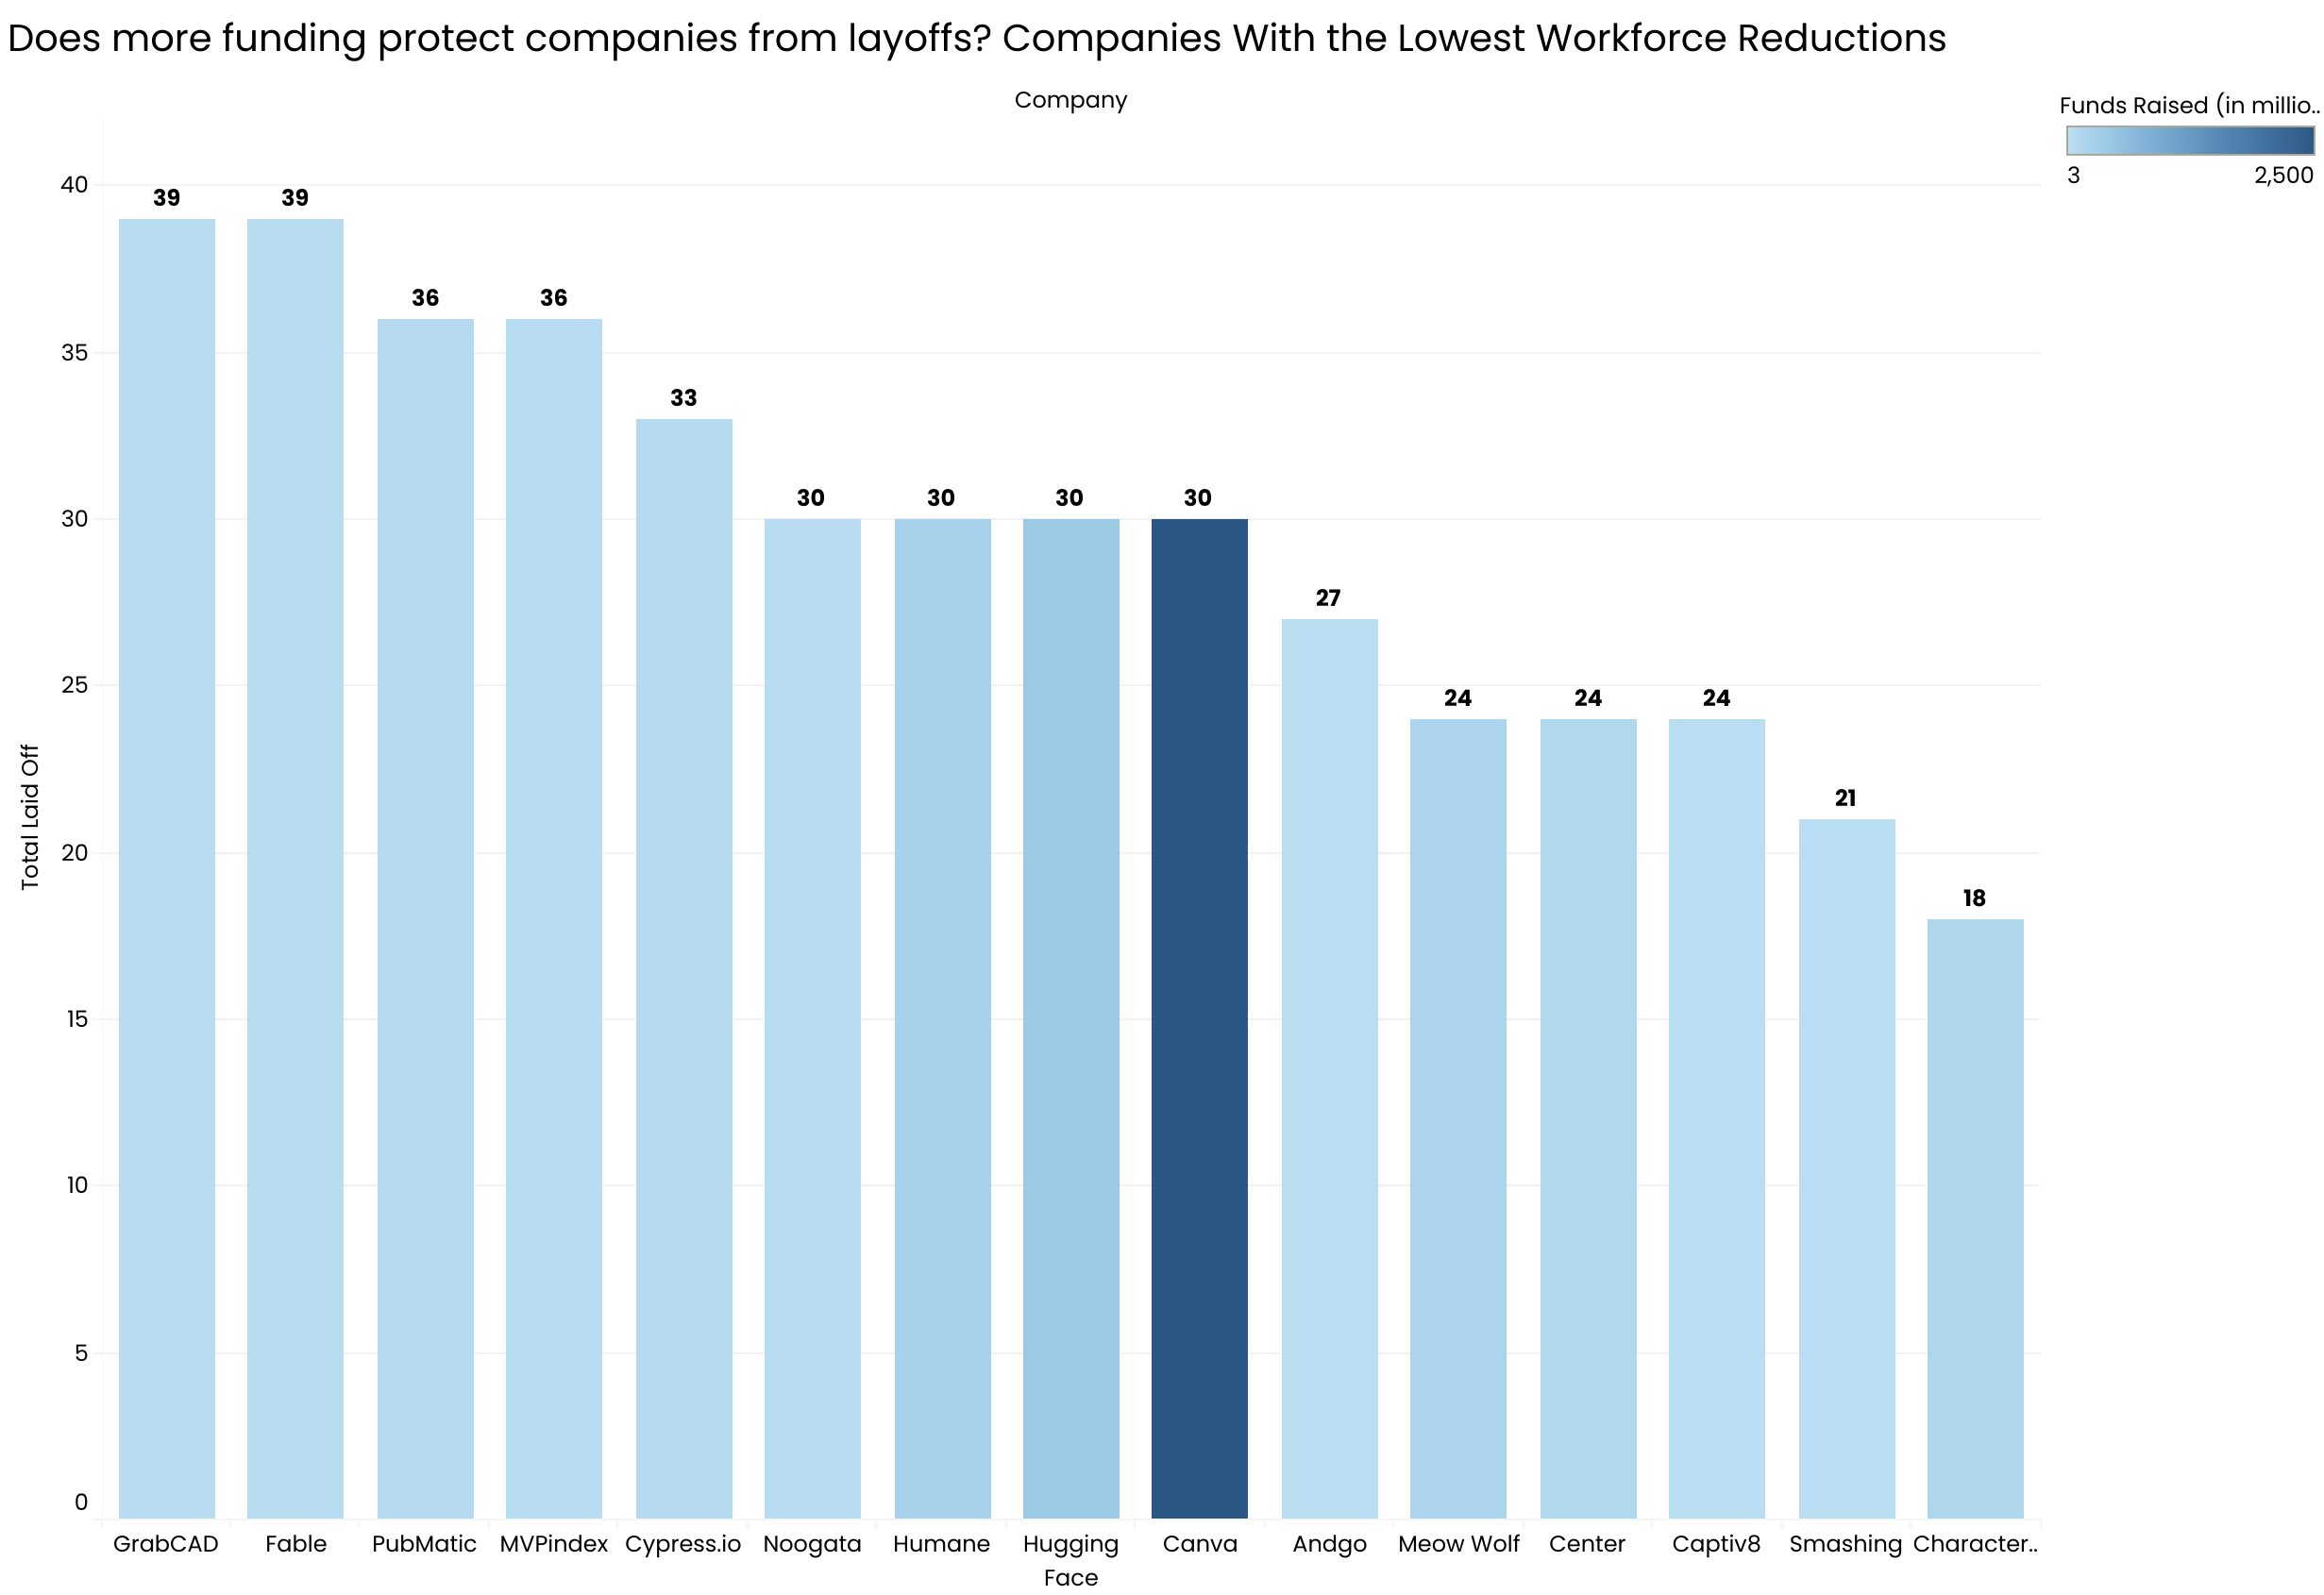 Does more funding protect companies from layoffs? Companies With the Lowest Workforce Reductions
Company
Funds Raised (in millio..
3 2,500
40
35
30
25
20
15
10
5
0
Total Laid Off
39 39 36 36 33 30 30 30 30 27 24 24 24 21 18
GrabCAD Fable PubMatic MVPindex Cypress.io Noogata Humane Hugging Canva Andgo Meow Wolf Center Captiv8 Smashing Character..
Face